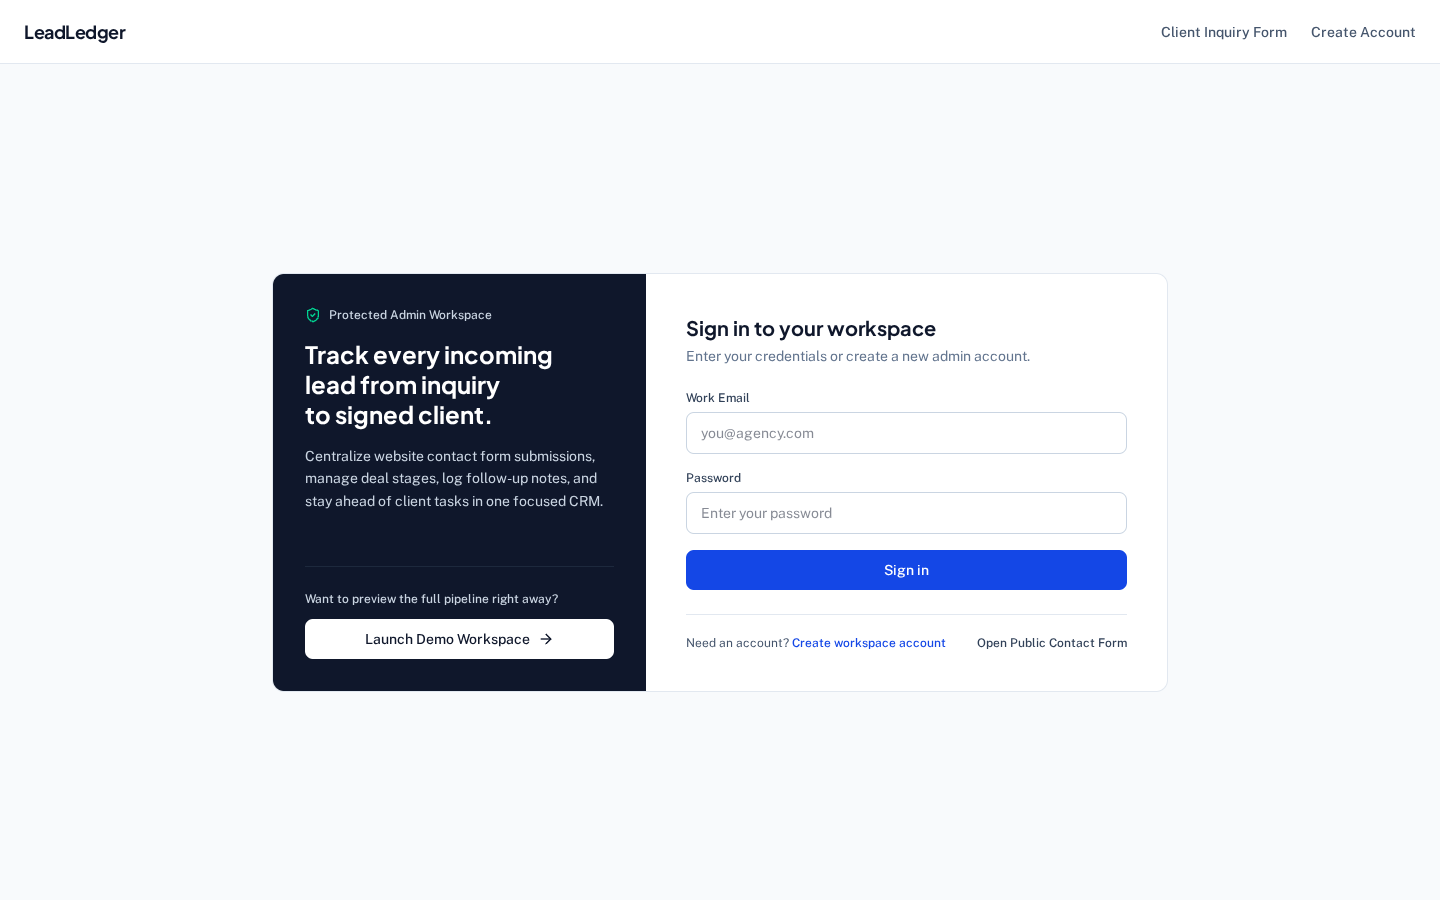 LeadLedger
Client Inquiry Form
Create Account
Protected Admin Workspace
Track every incoming
lead from inquiry
to signed client.
Centralize website contact form submissions,
manage deal stages, log follow-up notes, and
stay ahead of client tasks in one focused CRM.
Want to preview the full pipeline right away?
Launch Demo Workspace
Sign in to your workspace
Enter your credentials or create a new admin account.
Work Email
you@agency.com
Password
Enter your password
Sign in
Need an account? Create workspace account
Open Public Contact Form